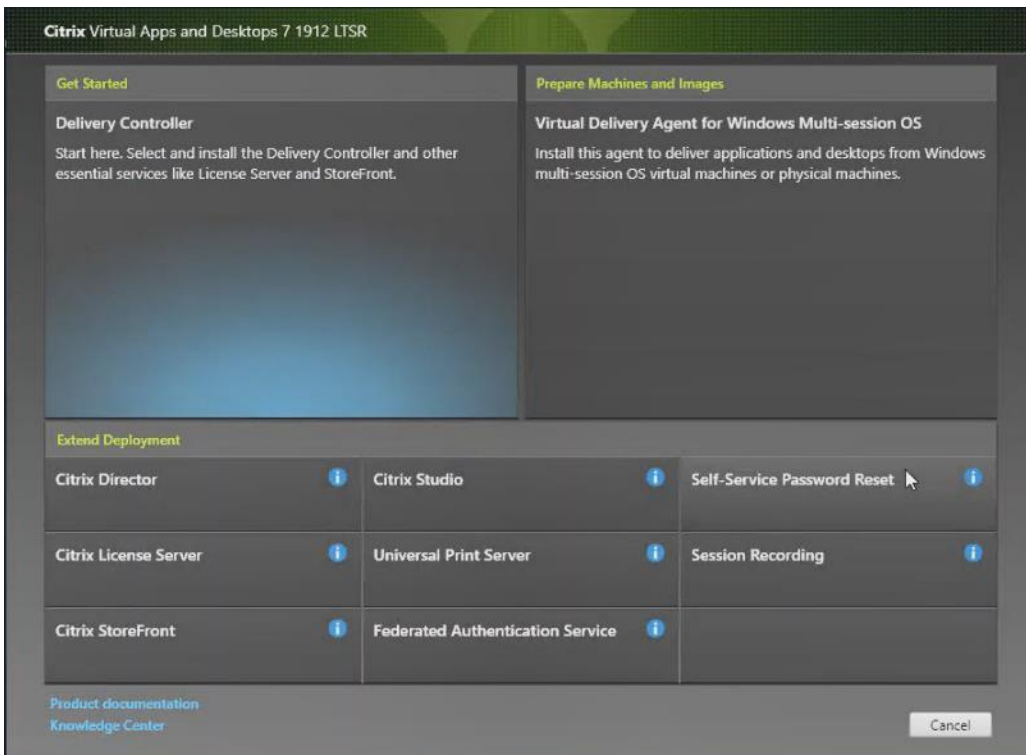 Citrix Virtual Apps and Desktops 7 1912 LTSR
Get Started
Delivery Controller
Start here. Select and install the Delivery Controller and other
essential services like License Server and StoreFront.
Prepare Machines and Images
Virtual Delivery Agent for Windows Multi-session OS
Install this agent to deliver applications and desktops from Windows
multi-session OS virtual machines or physical machines.
Extend Deployment
Citrix Director
Citrix Studio
Self-Service Password Reset
Citrix License Server
Universal Print Server
Session Recording
Citrix StoreFront
Federated Authentication Service
Product documentation
Knowledge Center
Cancel